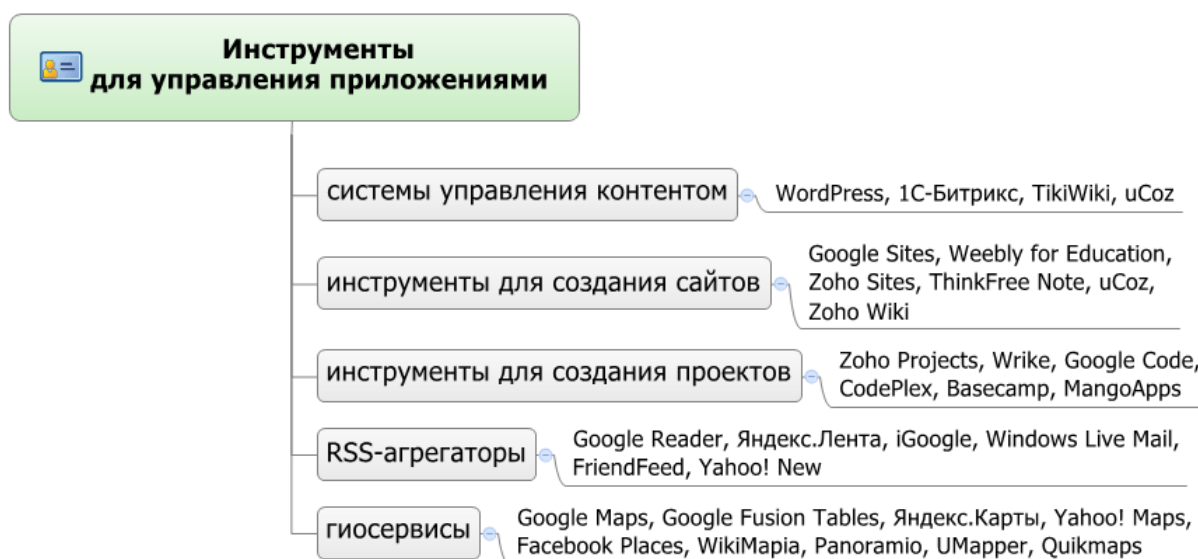 Инструменты
для управления приложениями
системы управления контентом
WordPress, 1С-Битрикс, TikiWiki, uCoz
инструменты для создания сайтов
Google Sites, Weebly for Education,
Zoho Sites, ThinkFree Note, uCoz,
Zoho Wiki
инструменты для создания проектов
Zoho Projects, Wrike, Google Code,
CodePlex, Basecamp, MangoApps
RSS-агрегаторы
Google Reader, Яндекс.Лента, iGoogle, Windows Live Mail,
FriendFeed, Yahoo! New
гиосервисы
Google Maps, Google Fusion Tables, Яндекс.Карты, Yahoo! Maps,
Facebook Places, WikiMapia, Panoramio, UMapper, Quikmaps